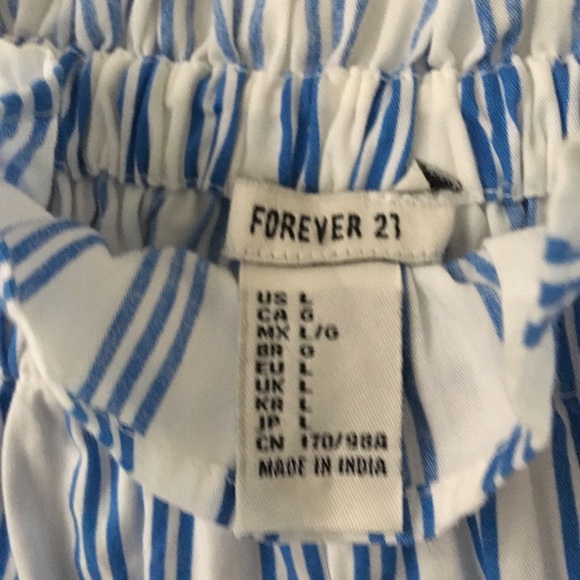 FOREVER 21
US L
CA G
MX L/G
BR G
EU L
UK L
KR L
JP L
CN 170/98A
MADE IN INDIA